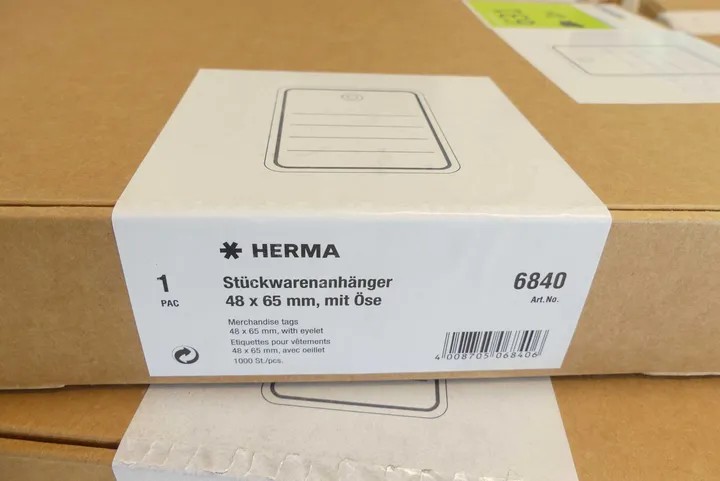 HERMA
1
PAC
Stückwarenanhänger
48 x 65 mm, mit Öse
6840
Art.No.
Merchandise tags
48 x 65 mm, with eyelet
Etiquettes pour vêtements
48 x 65 mm, avec oeillet
1000 St./pcs.
4 008705 068406